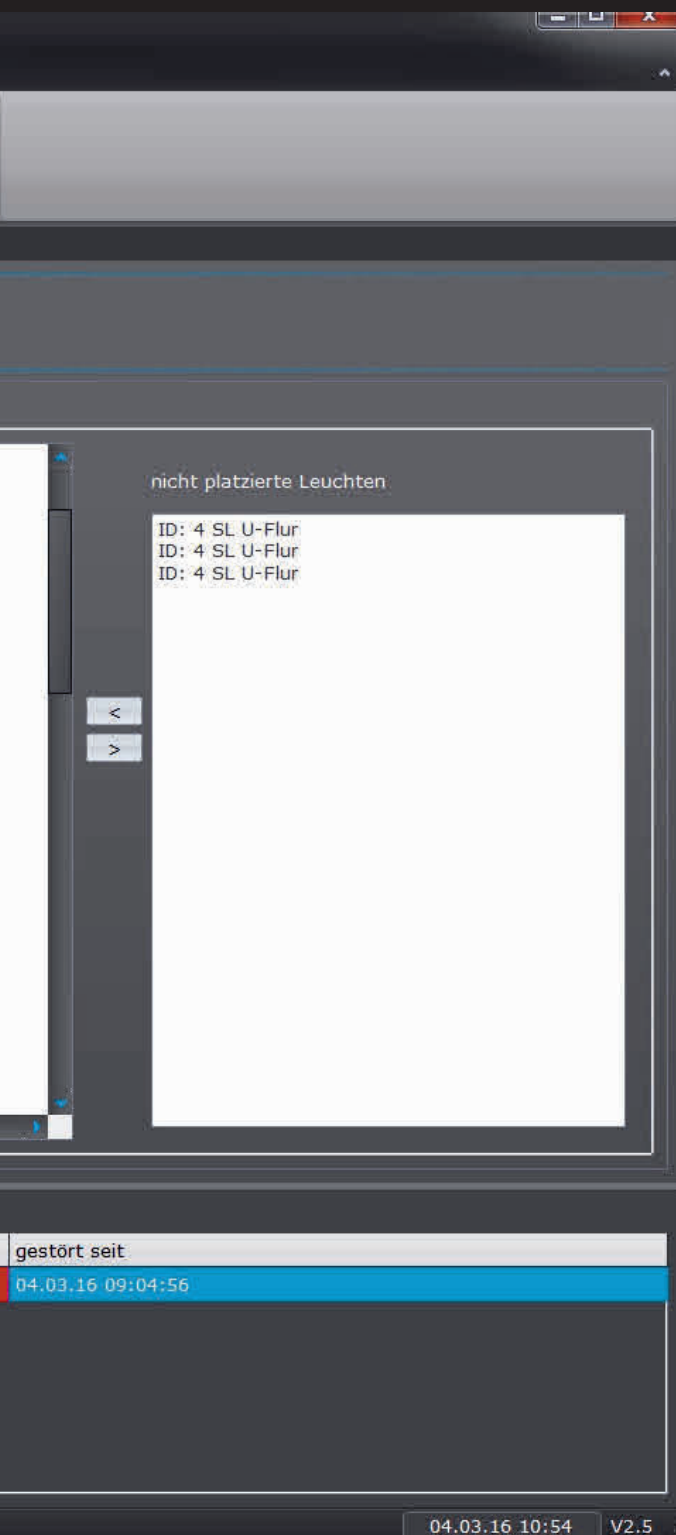 nicht platzierte Leuchten
ID: 4 SL U-Flur
ID: 4 SL U-Flur
ID: 4 SL U-Flur
<
>
gestört seit
04.03.16 09:04:56
04.03.16 10:54 V2.5